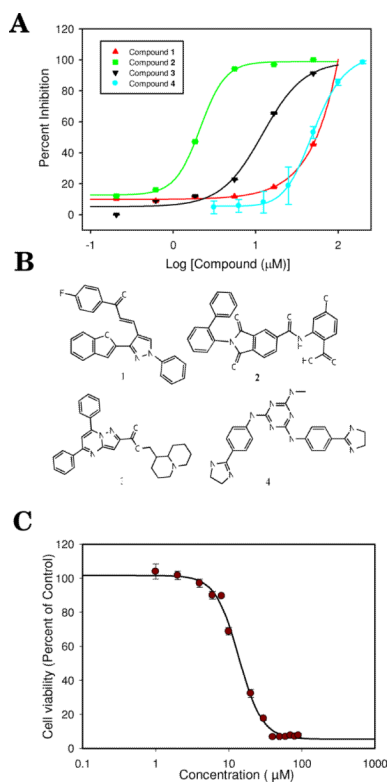 A
120
100
80
60
40
20
0
Percent Inhibition
Compound 1
Compound 2
Compound 3
Compound 4
-1 0 1 2
Log [Compound (μM)]
B
F
N
N
1
N
N
H
HC
2
N
N
N
N
3
N
N
N
N
N
N
N
N
N
4
C
120
100
80
60
40
20
0
Cell viability (Percent of Control)
0.1 1 10 100 1000
Concentration ( μM)